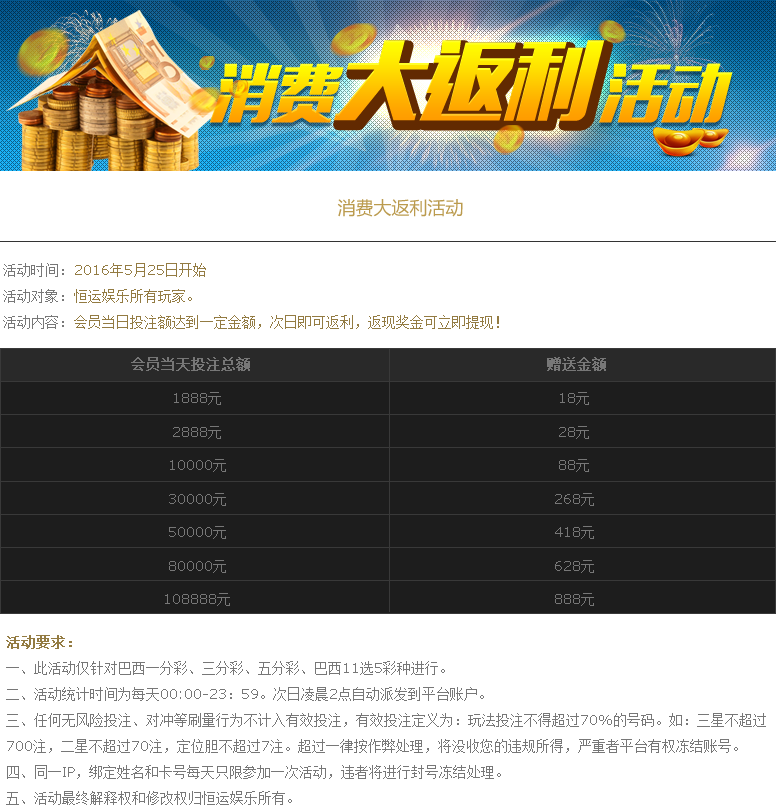 消费大返利活动
消费大返利活动
活动时间：2016年5月25日开始
活动对象：恒运娱乐所有玩家。
活动内容：会员当日投注额达到一定金额，次日即可返利，返现奖金可立即提现！
会员当天投注总额 赠送金额
1888元 18元
2888元 28元
10000元 88元
30000元 268元
50000元 418元
80000元 628元
108888元 888元
活动要求：
一、此活动仅针对巴西一分彩、三分彩、五分彩、巴西11选5彩种进行。
二、活动统计时间为每天00:00-23：59。次日凌晨2点自动派发到平台账户。
三、任何无风险投注、对冲等刷量行为不计入有效投注，有效投注定义为：玩法投注不得超过70%的号码。如：三星不超过
700注，二星不超过70注，定位胆不超过7注。超过一律按作弊处理，将没收您的违规所得，严重者平台有权冻结账号。
四、同一IP，绑定姓名和卡号每天只限参加一次活动，违者将进行封号冻结处理。
五、活动最终解释权和修改权归恒运娱乐所有。